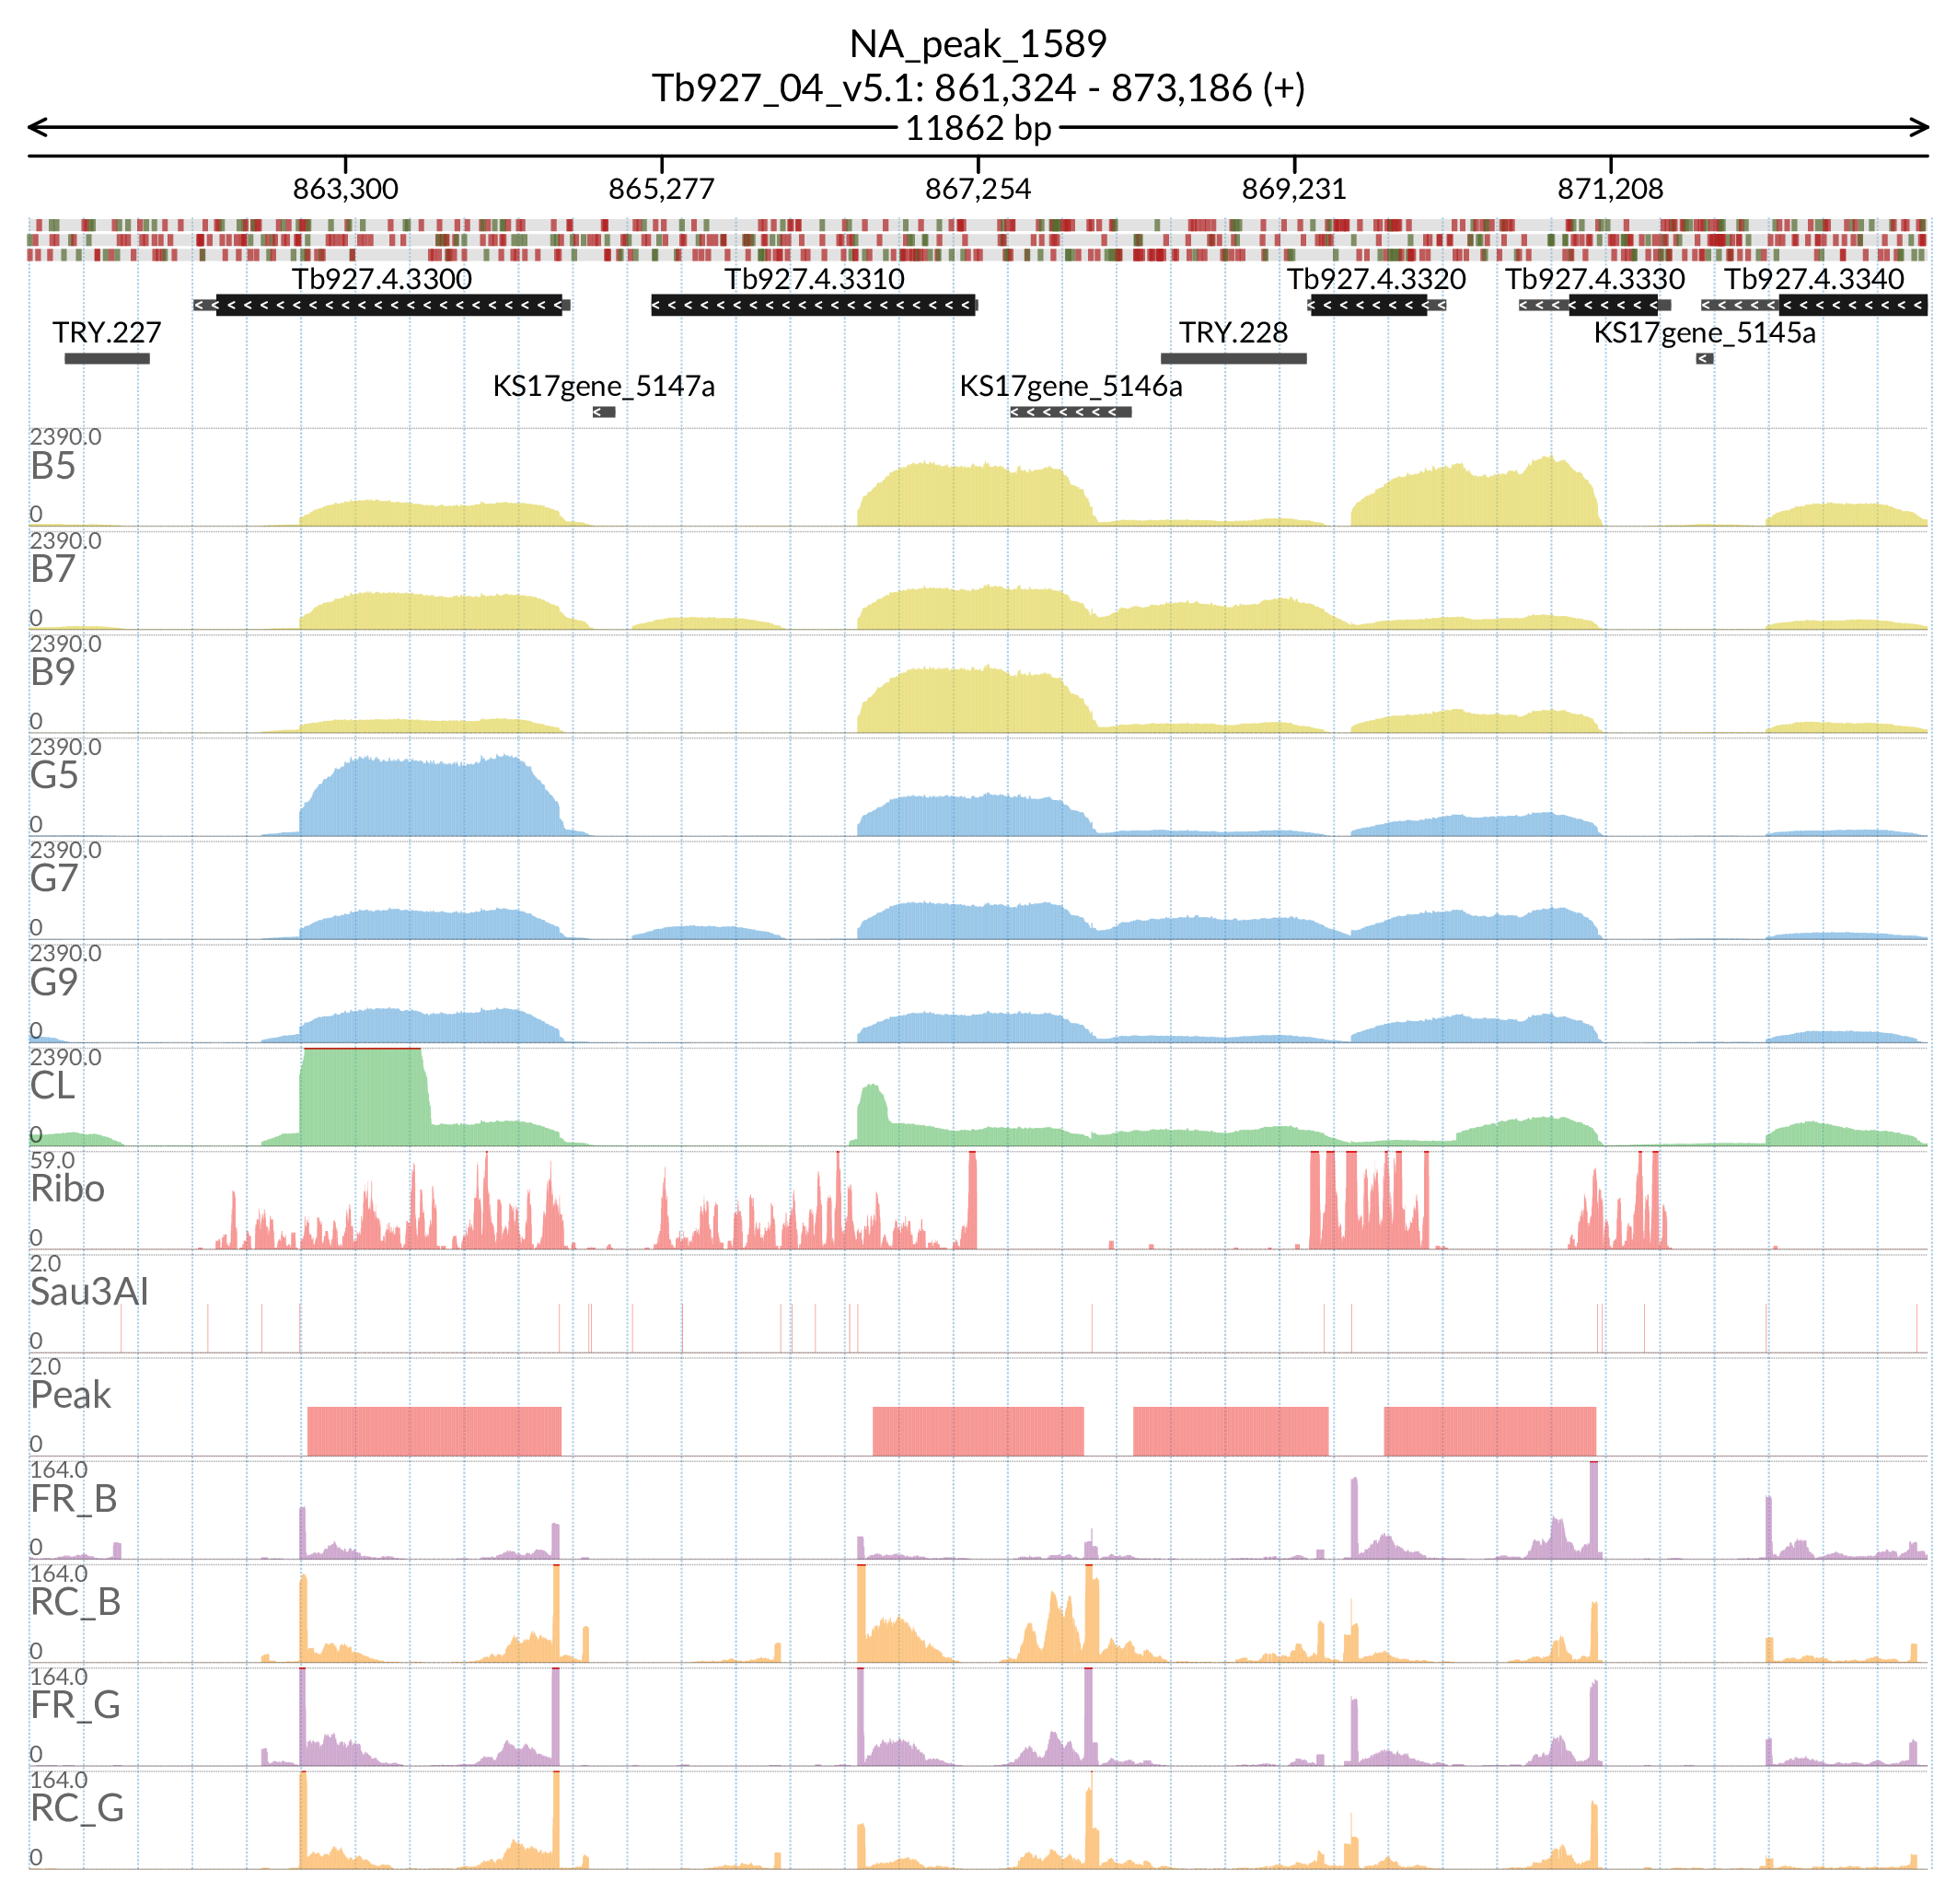 NA_peak_1589
Tb927_04_v5.1: 861,324 - 873,186 (+)
11862 bp
863,300 865,277 867,254 869,231 871,208
Tb927.4.3300 Tb927.4.3310 Tb927.4.3320 Tb927.4.3330 Tb927.4.3340
TRY.227 TRY.228 KS17gene_5145a
KS17gene_5147a KS17gene_5146a
2390.0
B5
0
2390.0
B7
0
2390.0
B9
0
2390.0
G5
0
2390.0
G7
0
2390.0
G9
0
2390.0
CL
0
59.0
Ribo
0
2.0
Sau3AI
0
2.0
Peak
0
164.0
FR_B
0
164.0
RC_B
0
164.0
FR_G
0
164.0
RC_G
0